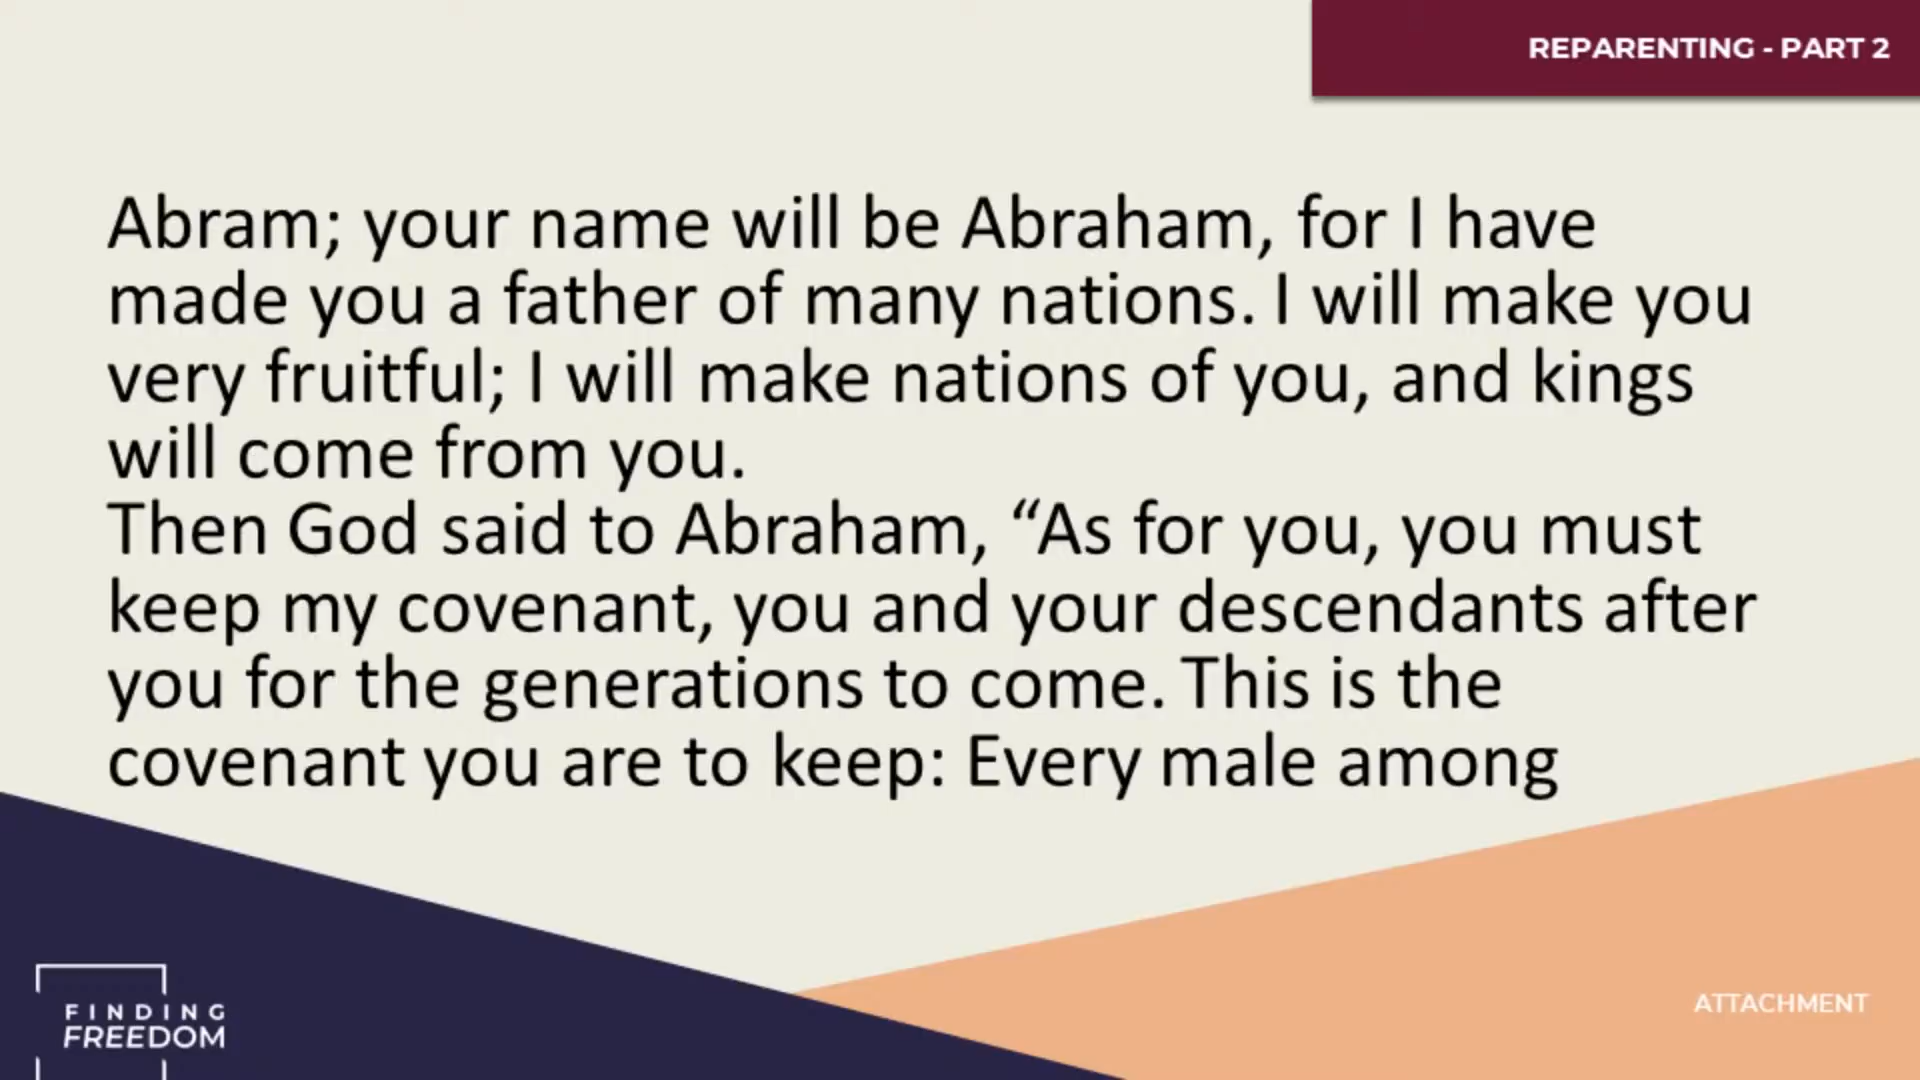 REPARENTING - PART 2
Abram; your name will be Abraham, for I have
made you a father of many nations. I will make you
very fruitful; I will make nations of you, and kings
will come from you.
Then God said to Abraham, “As for you, you must
keep my covenant, you and your descendants after
you for the generations to come. This is the
covenant you are to keep: Every male among
FINDING
FREEDOM
ATTACHMENT